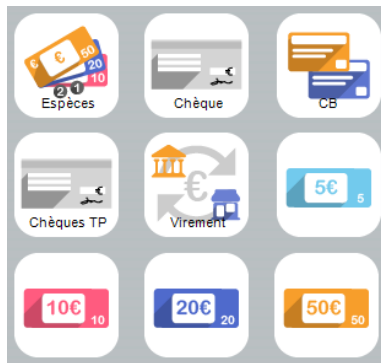 € € 50
20
10
2 1
Espèces
€
Chèque
CB
€
Chèques TP
€
Virement
5€ 5
10€ 10
20€ 20
50€ 50